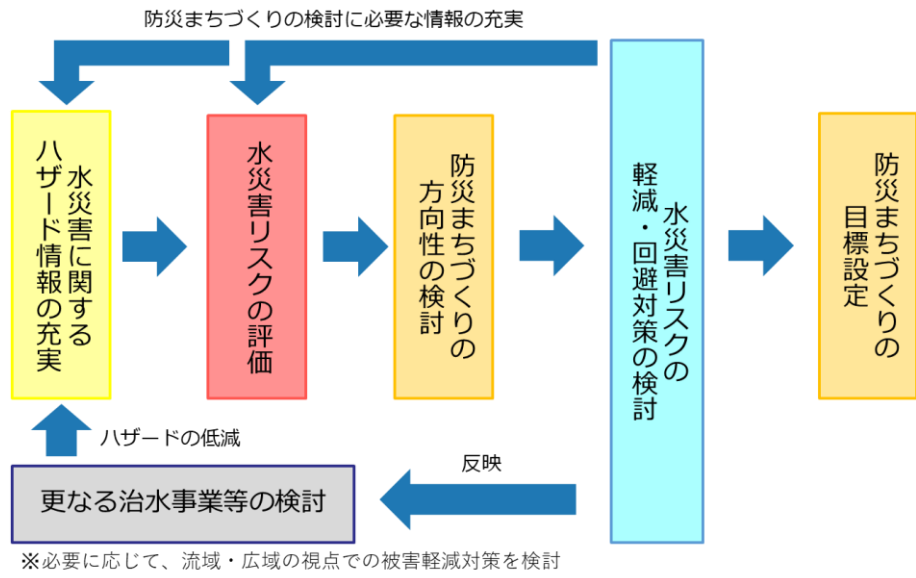 防災まちづくりの検討に必要な情報の充実
水災害に関する
ハザード情報の充実
水災害リスクの評価
防災まちづくりの
方向性の検討
水災害リスクの
軽減・回避対策の検討
防災まちづくりの
目標設定
ハザードの低減
反映
更なる治水事業等の検討
※必要に応じて、流域・広域の視点での被害軽減対策を検討